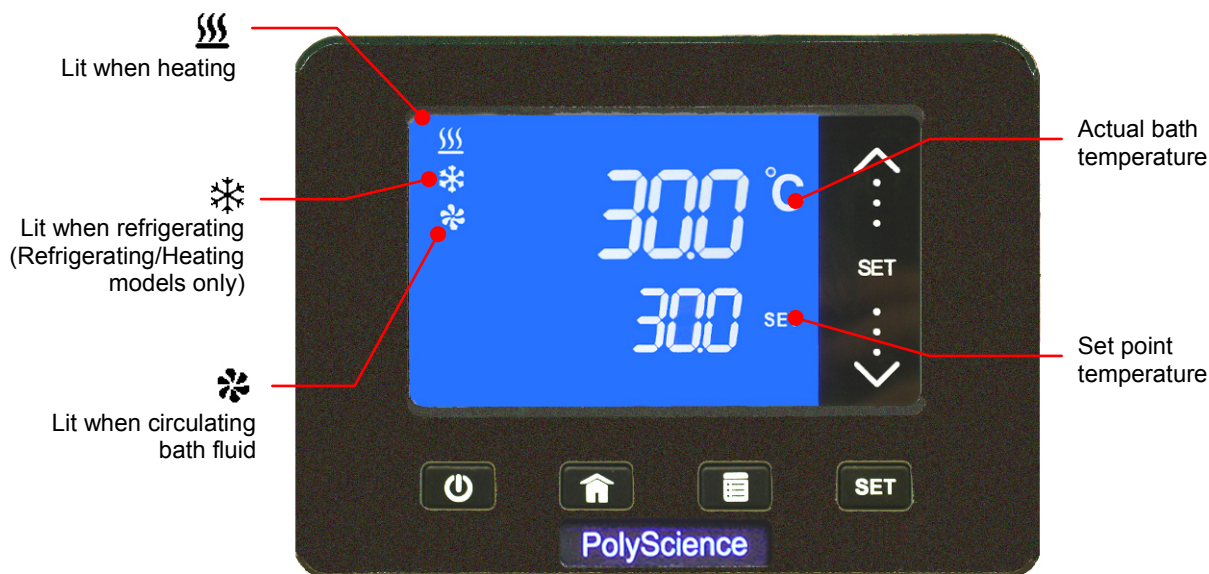 Lit when heating
Lit when refrigerating
(Refrigerating/Heating
models only)
Lit when circulating
bath fluid
30.0 °C
30.0 SET
SET
Actual bath
temperature
Set point
temperature
SET
PolyScience